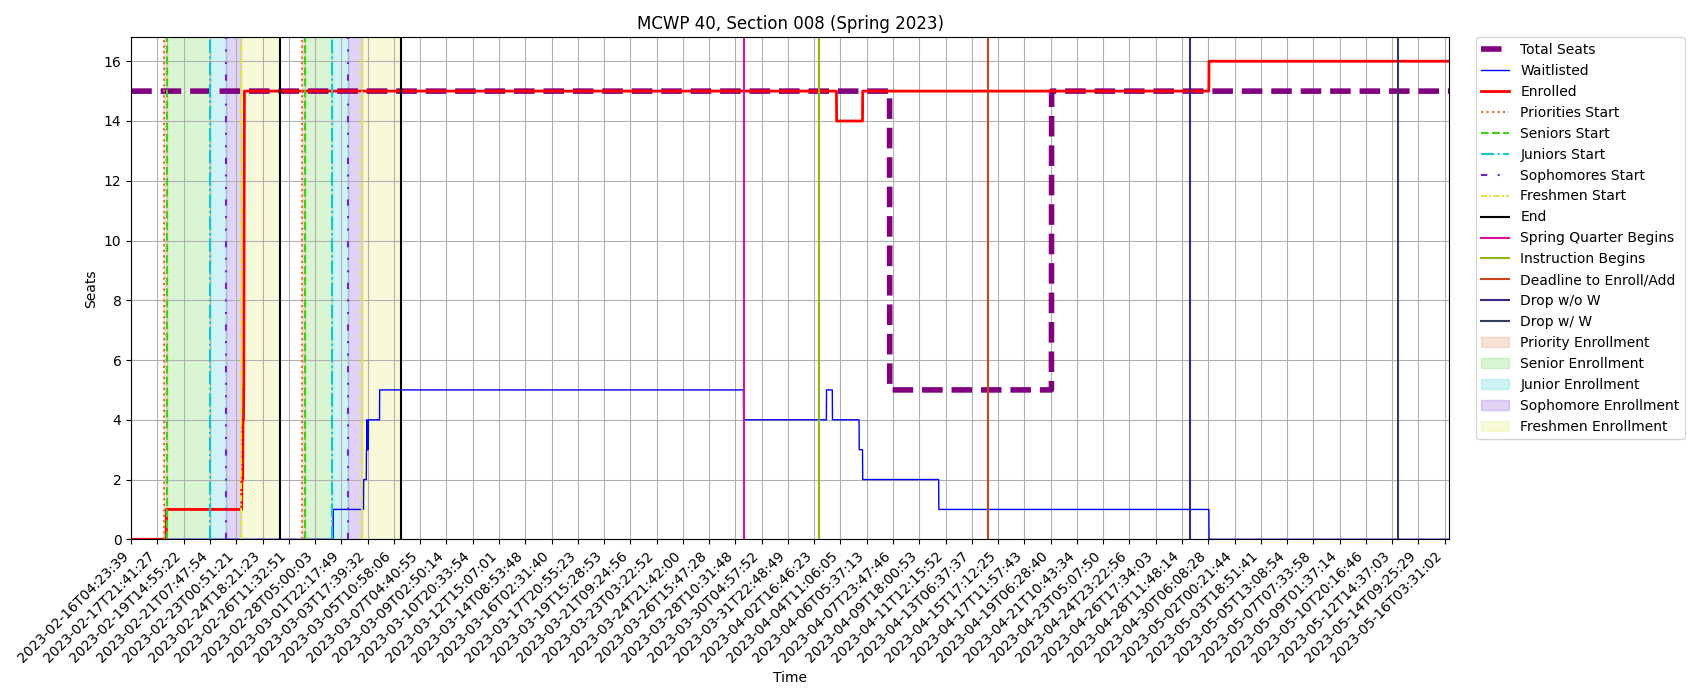 MCWP 40, Section 008 (Spring 2023)
Seats
16
14
12
10
8
6
4
2
0
2023-02-16T04:23:39
2023-02-17T21:41:27
2023-02-19T14:55:22
2023-02-21T07:47:54
2023-02-23T00:51:21
2023-02-24T18:21:23
2023-02-26T11:32:51
2023-02-28T05:00:03
2023-03-01T22:17:49
2023-03-03T17:39:32
2023-03-05T10:58:06
2023-03-07T04:40:55
2023-03-09T02:50:14
2023-03-10T20:33:54
2023-03-12T15:07:01
2023-03-14T08:53:48
2023-03-16T02:31:40
2023-03-17T20:55:23
2023-03-19T15:28:53
2023-03-21T09:24:56
2023-03-23T03:22:52
2023-03-24T21:42:00
2023-03-26T15:47:28
2023-03-28T10:31:48
2023-03-30T04:57:52
2023-03-31T22:48:49
2023-04-02T16:46:23
2023-04-04T11:06:05
2023-04-06T05:37:13
2023-04-07T23:47:46
2023-04-09T18:00:53
2023-04-11T12:15:52
2023-04-13T06:37:37
2023-04-15T17:12:25
2023-04-17T11:57:43
2023-04-19T06:28:40
2023-04-21T10:43:34
2023-04-23T05:07:50
2023-04-24T23:22:56
2023-04-26T17:34:03
2023-04-28T11:48:14
2023-04-30T06:08:28
2023-05-02T00:21:44
2023-05-03T18:51:41
2023-05-05T13:08:54
2023-05-07T07:33:58
2023-05-09T01:37:14
2023-05-10T20:16:46
2023-05-12T14:37:03
2023-05-14T09:25:29
2023-05-16T03:31:02
Time
Total Seats
Waitlisted
Enrolled
Priorities Start
Seniors Start
Juniors Start
Sophomores Start
Freshmen Start
End
Spring Quarter Begins
Instruction Begins
Deadline to Enroll/Add
Drop w/o W
Drop w/ W
Priority Enrollment
Senior Enrollment
Junior Enrollment
Sophomore Enrollment
Freshmen Enrollment